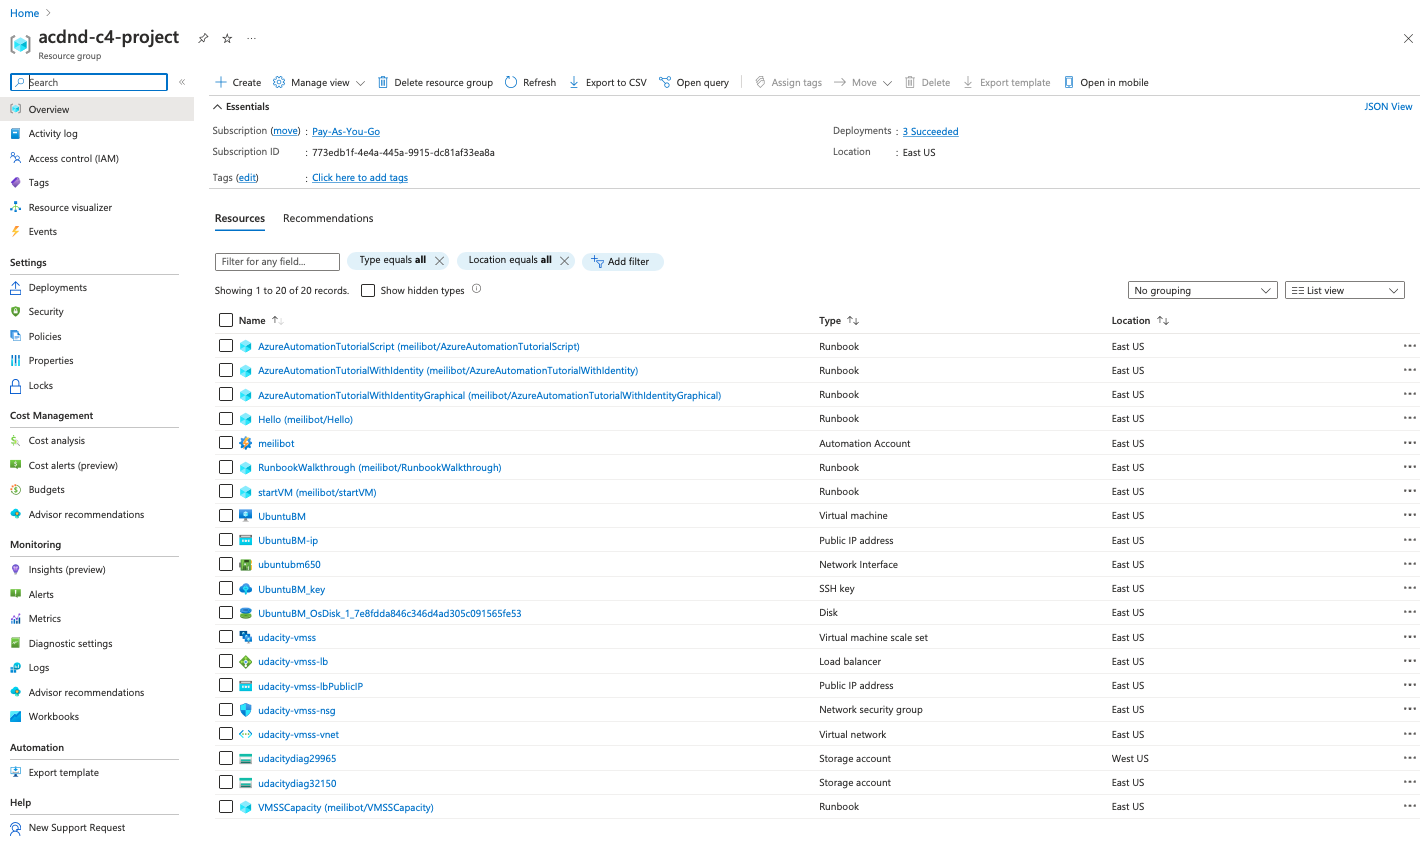 Home
acdnd-c4-project
Resource group
Search
Create Manage view Delete resource group Refresh Export to CSV Open query Assign tags Move Delete Export template Open in mobile
Overview
Activity log
Access control (IAM)
Tags
Resource visualizer
Events
Settings
Deployments
Security
Policies
Properties
Locks
Cost Management
Cost analysis
Cost alerts (preview)
Budgets
Advisor recommendations
Monitoring
Insights (preview)
Alerts
Metrics
Diagnostic settings
Logs
Advisor recommendations
Workbooks
Automation
Export template
Help
New Support Request
Essentials JSON View
Subscription (move) : Pay-As-You-Go Deployments : 3 Succeeded
Subscription ID : 773edb1f-4e4a-445a-9915-dc81af33ea8a Location : East US
Tags (edit) : Click here to add tags
Resources Recommendations
Filter for any field... Type equals all Location equals all Add filter
Showing 1 to 20 of 20 records. Show hidden types No grouping List view
Name Type Location
AzureAutomationTutorialScript (meilibot/AzureAutomationTutorialScript) Runbook East US
AzureAutomationTutorialWithIdentity (meilibot/AzureAutomationTutorialWithIdentity) Runbook East US
AzureAutomationTutorialWithIdentityGraphical (meilibot/AzureAutomationTutorialWithIdentityGraphical) Runbook East US
Hello (meilibot/Hello) Runbook East US
meilibot Automation Account East US
RunbookWalkthrough (meilibot/RunbookWalkthrough) Runbook East US
startVM (meilibot/startVM) Runbook East US
UbuntuBM Virtual machine East US
UbuntuBM-ip Public IP address East US
ubuntubm650 Network Interface East US
UbuntuBM_key SSH key East US
UbuntuBM_OsDisk_1_7e8fdda846c346d4ad305c091565fe53 Disk East US
udacity-vmss Virtual machine scale set East US
udacity-vmss-lb Load balancer East US
udacity-vmss-lbPublicIP Public IP address East US
udacity-vmss-nsg Network security group East US
udacity-vmss-vnet Virtual network East US
udacitydiag29965 Storage account West US
udacitydiag32150 Storage account East US
VMSSCapacity (meilibot/VMSSCapacity) Runbook East US